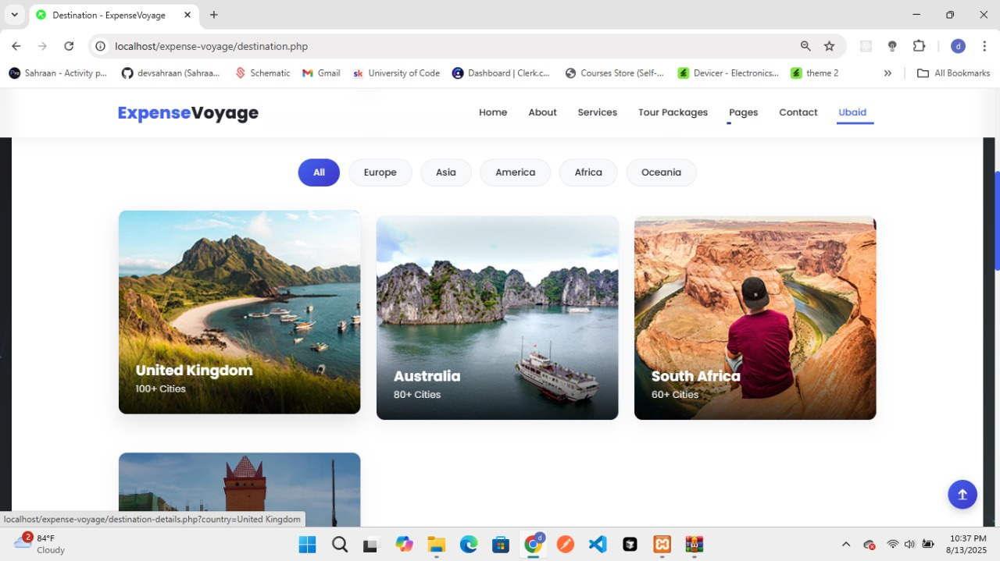 Destination - ExpenseVoyage
localhost/expense-voyage/destination.php
d
Pro
Sahraan - Activity p...
devsahraan (Sahraa...
Schematic
Gmail
sk
University of Code
Dashboard | Clerk.c...
Courses Store (Self-...
Devicer - Electronics...
theme 2
All Bookmarks
ExpenseVoyage
Home
About
Services
Tour Packages
Pages
Contact
Ubaid
All
Europe
Asia
America
Africa
Oceania
United Kingdom
100+ Cities
Australia
80+ Cities
South Africa
60+ Cities
localhost/expense-voyage/destination-details.php?country=United Kingdom
2
84°F
Cloudy
d
10:37 PM
8/13/2025